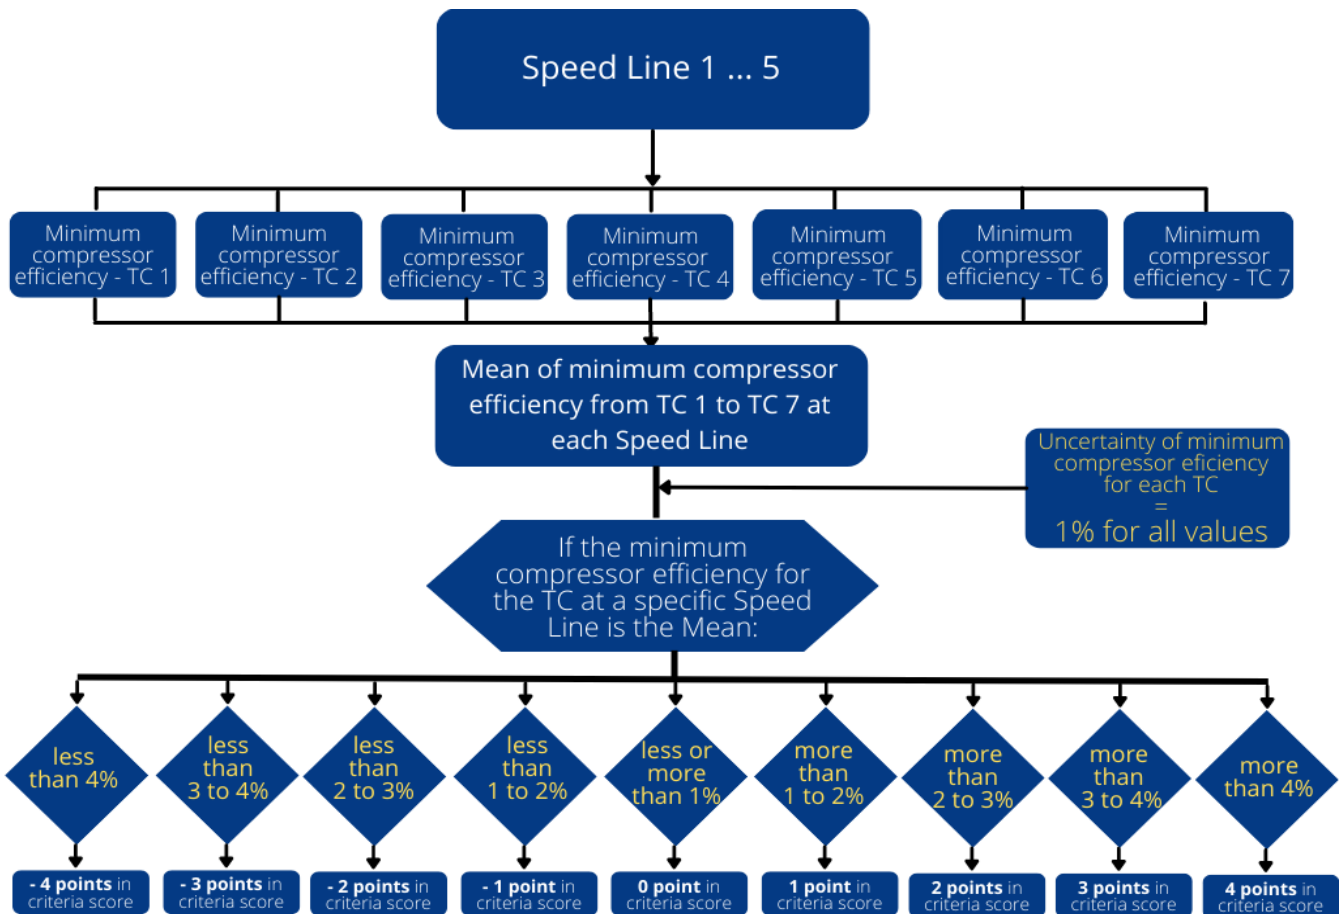 Speed Line 1 ... 5
Minimum
compressor
efficiency - TC 1
Minimum
compressor
efficiency - TC 2
Minimum
compressor
efficiency - TC 3
Minimum
compressor
efficiency - TC 4
Minimum
compressor
efficiency - TC 5
Minimum
compressor
efficiency - TC 6
Minimum
compressor
efficiency - TC 7
Mean of minimum compressor
efficiency from TC 1 to TC 7 at
each Speed Line
Uncertainty of minimum
compressor eficiency
for each TC
=
1% for all values
If the minimum
compressor efficiency for
the TC at a specific Speed
Line is the Mean:
less
than 4%
less
than
3 to 4%
less
than
2 to 3%
less
than
1 to 2%
less or
more
than 1%
more
than
1 to 2%
more
than
2 to 3%
more
than
3 to 4%
more
than 4%
- 4 points in
criteria score
- 3 points in
criteria score
- 2 points in
criteria score
- 1 point in
criteria score
0 point in
criteria score
1 point in
criteria score
2 points in
criteria score
3 points in
criteria score
4 points in
criteria score